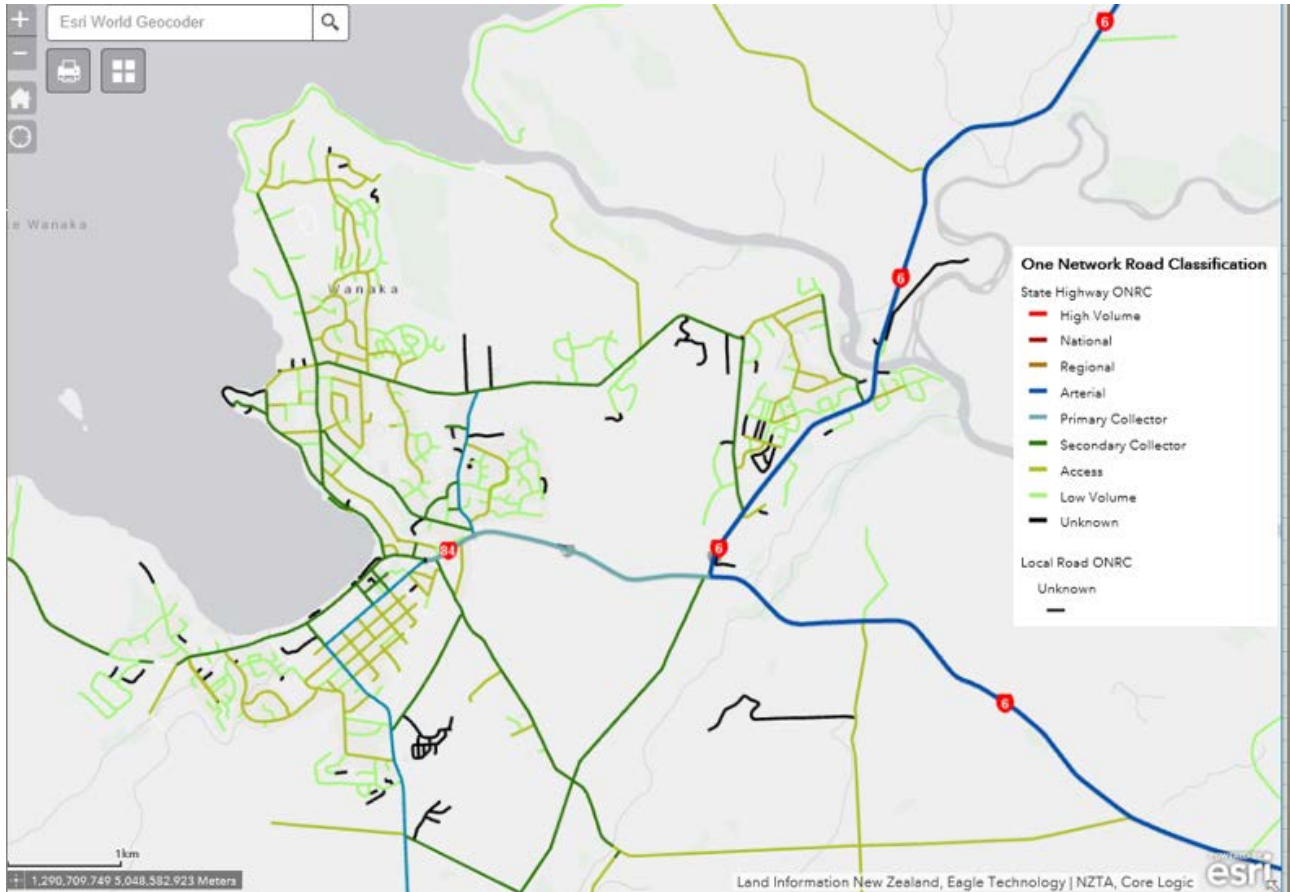 +
Esri World Geocoder
−
6
e Wanaka
6
Wanaka
One Network Road Classification
State Highway ONRC
High Volume
National
Regional
Arterial
Primary Collector
Secondary Collector
Access
Low Volume
Unknown
Local Road ONRC
Unknown
84
6
6
1km
1,290,709.749 5,048,582.923 Meters
Land Information New Zealand, Eagle Technology | NZTA, Core Logic
esri